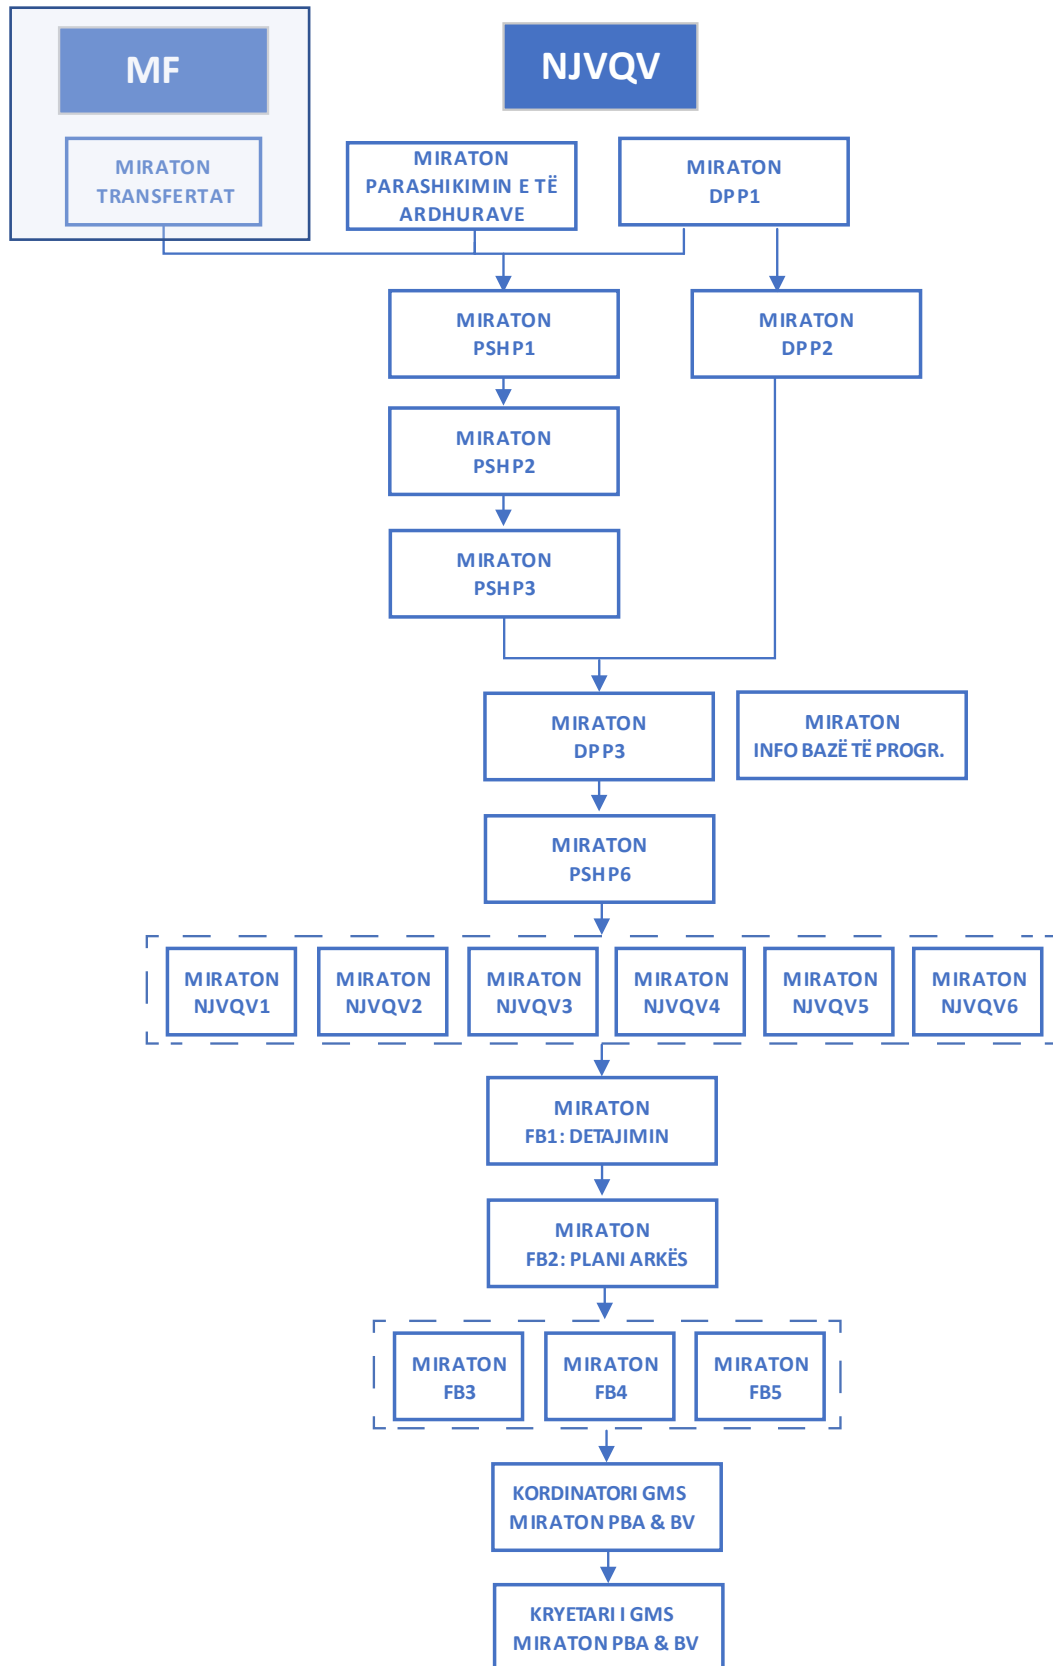 MF
NJVQV
MIRATON
TRANSFERTAT
MIRATON
PARASHIKIMIN E TË
ARDHURAVE
MIRATON
DPP1
MIRATON
PSHP1
MIRATON
DPP2
MIRATON
PSHP2
MIRATON
PSHP3
MIRATON
DPP3
MIRATON
INFO BAZË TË PROGR.
MIRATON
PSHP6
MIRATON
NJVQV1
MIRATON
NJVQV2
MIRATON
NJVQV3
MIRATON
NJVQV4
MIRATON
NJVQV5
MIRATON
NJVQV6
MIRATON
FB1: DETAJIMIN
MIRATON
FB2: PLANI ARKËS
MIRATON
FB3
MIRATON
FB4
MIRATON
FB5
KORDINATORI GMS
MIRATON PBA & BV
KRYETARI I GMS
MIRATON PBA & BV